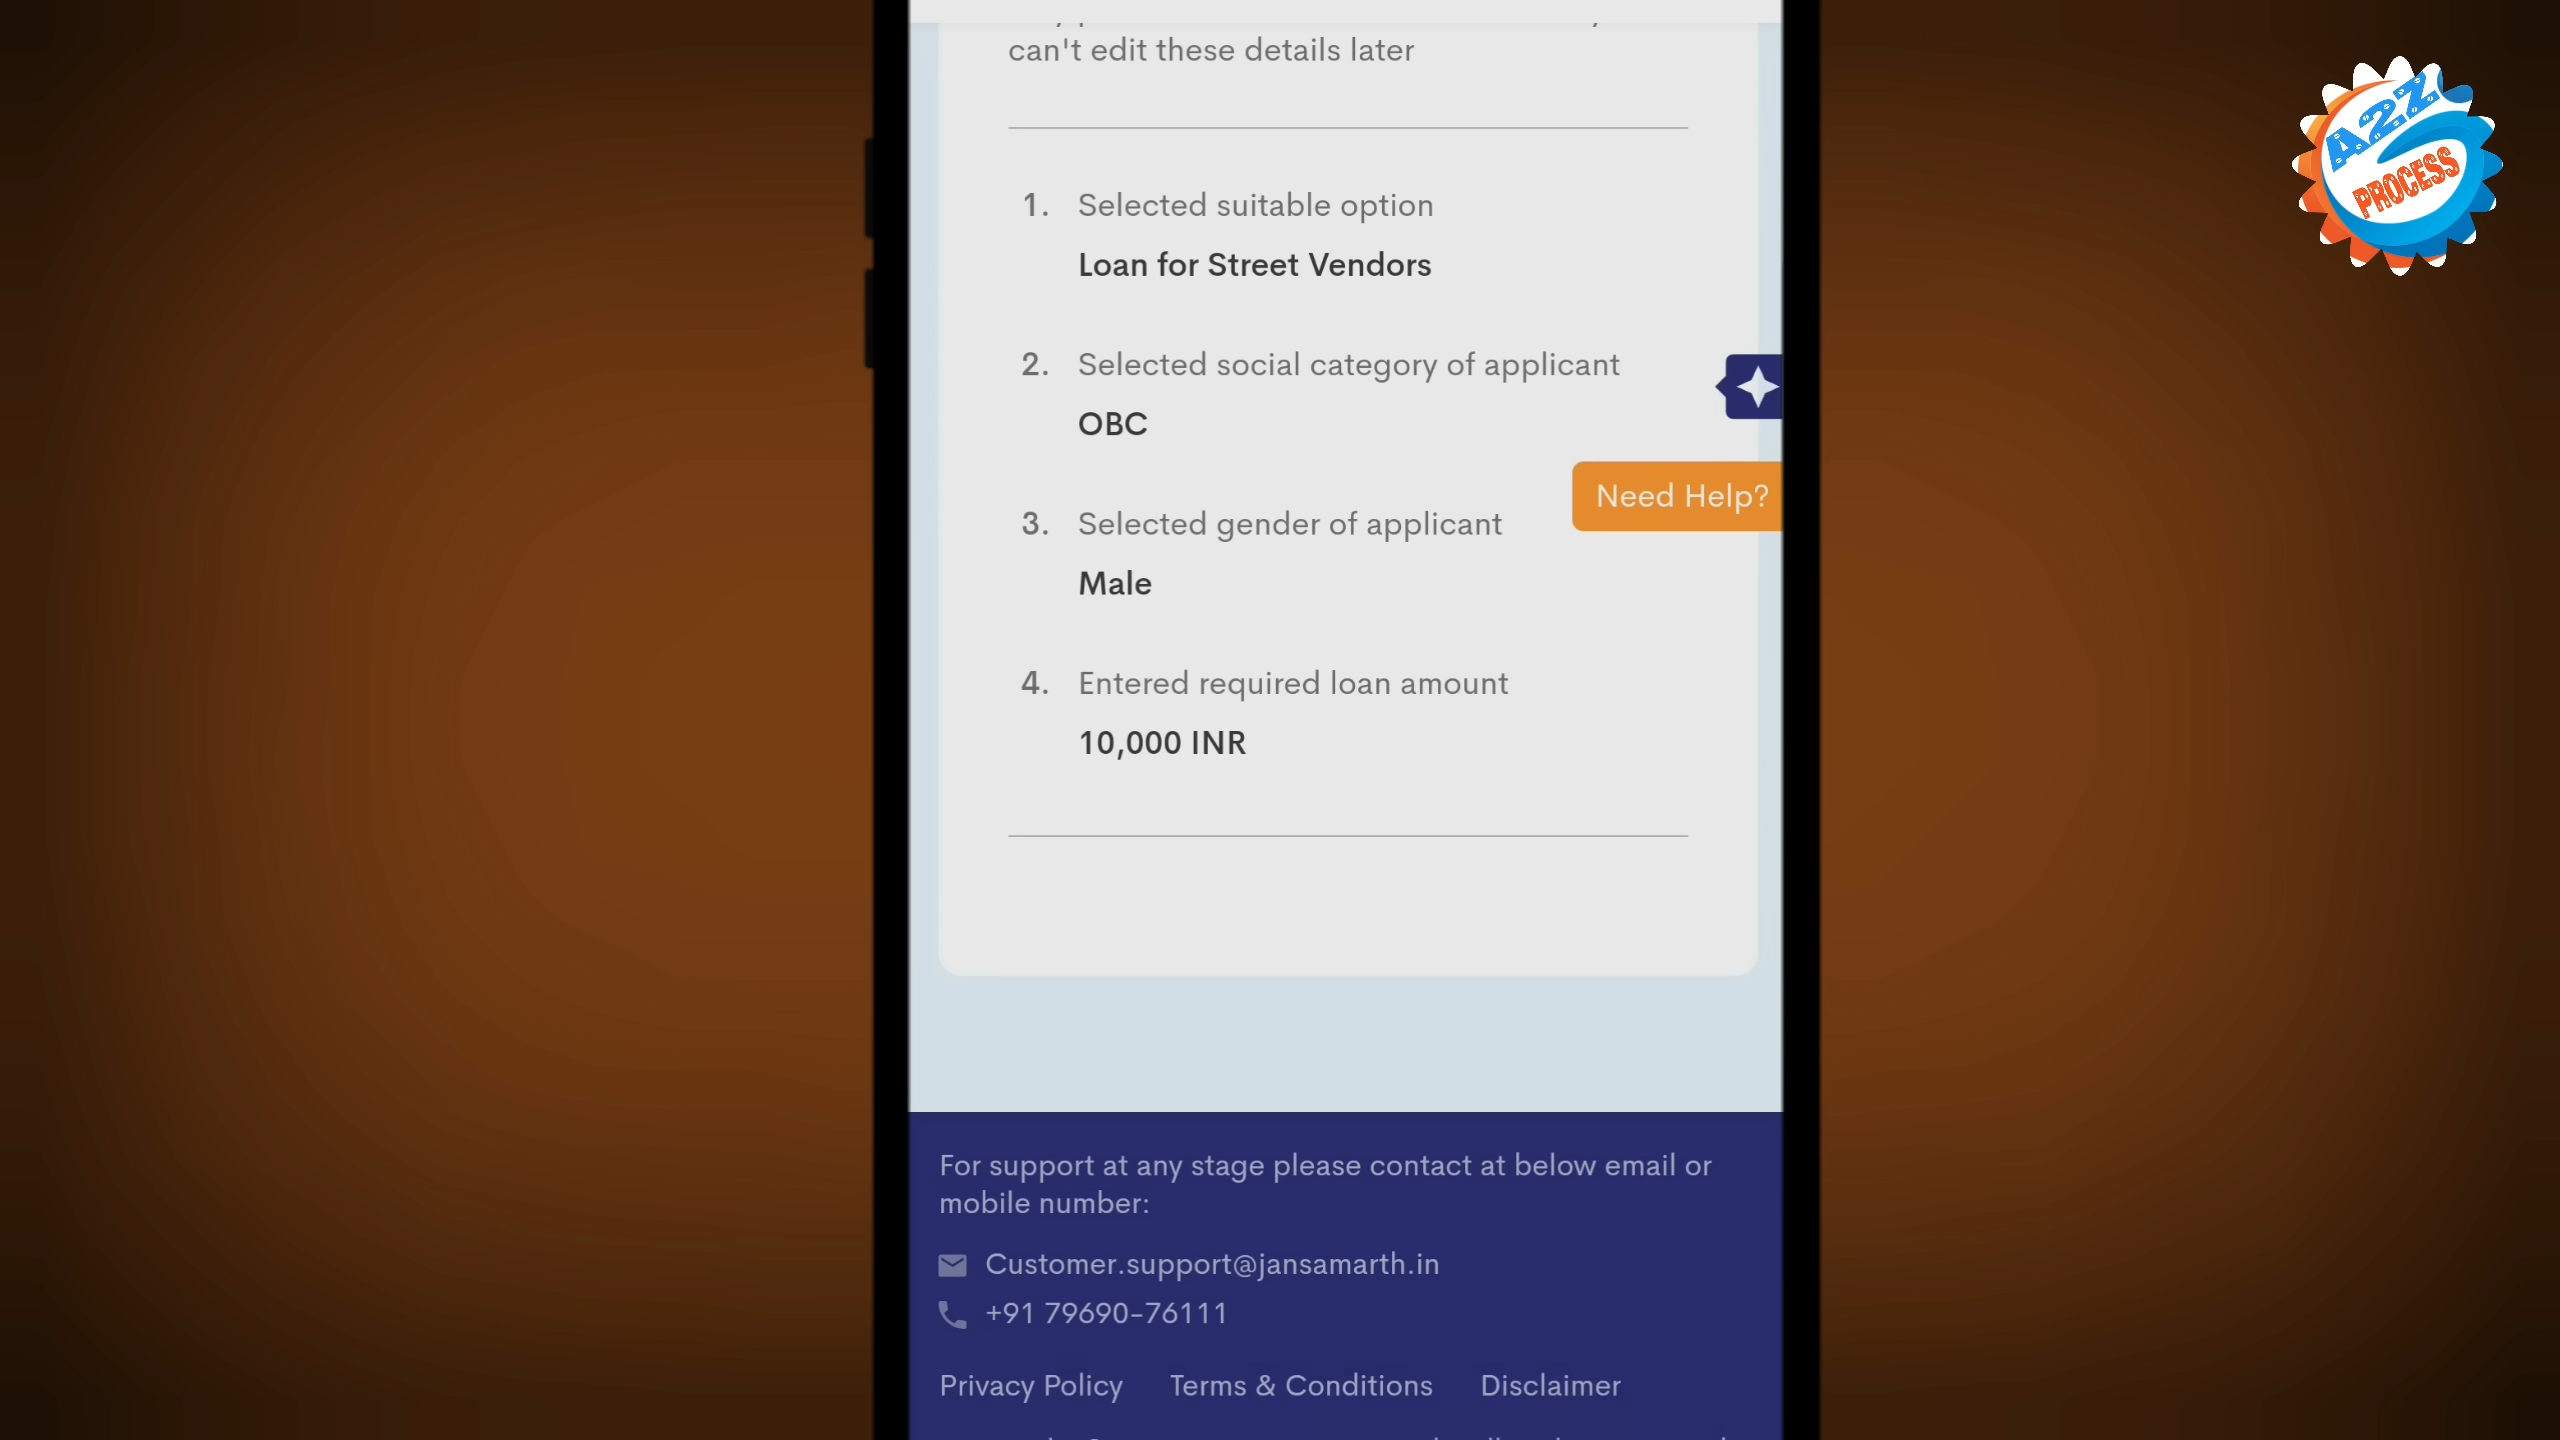 can't edit these details later
1. Selected suitable option
Loan for Street Vendors
2. Selected social category of applicant
OBC
3. Selected gender of applicant
Male
4. Entered required loan amount
10,000 INR
Need Help?
For support at any stage please contact at below email or
mobile number:
Customer.support@jansamarth.in
+91 79690-76111
Privacy Policy Terms & Conditions Disclaimer
A2Z
PROCESS